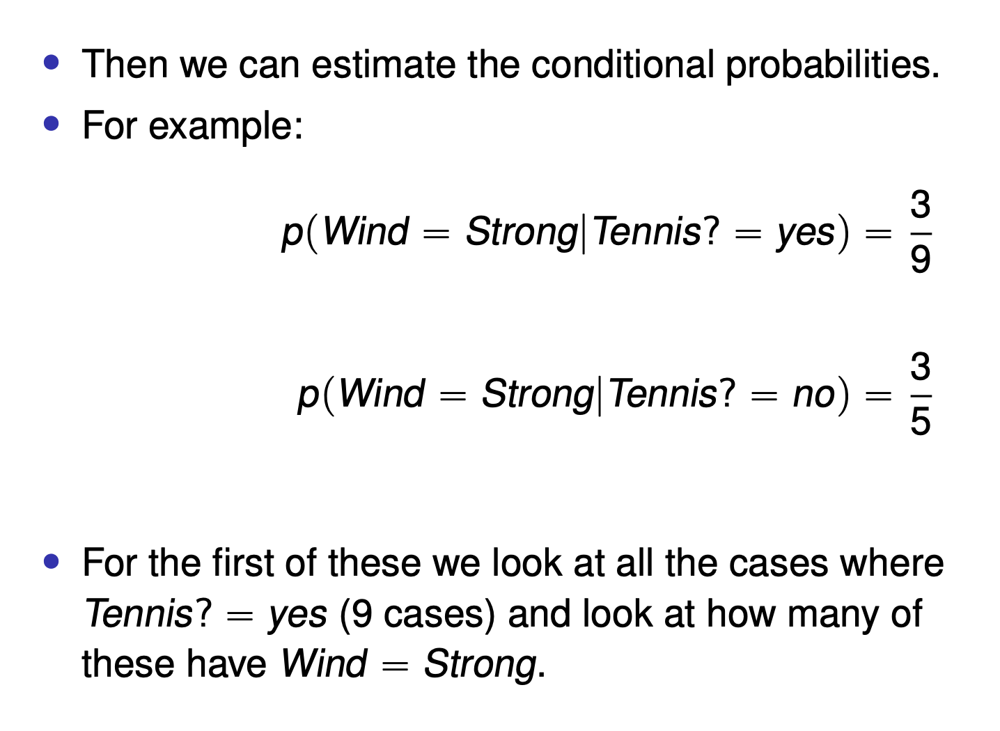 • Then we can estimate the conditional probabilities.
• For example:
p(Wind = Strong|Tennis? = yes) = 3/9
p(Wind = Strong|Tennis? = no) = 3/5
• For the first of these we look at all the cases where
Tennis? = yes (9 cases) and look at how many of
these have Wind = Strong.